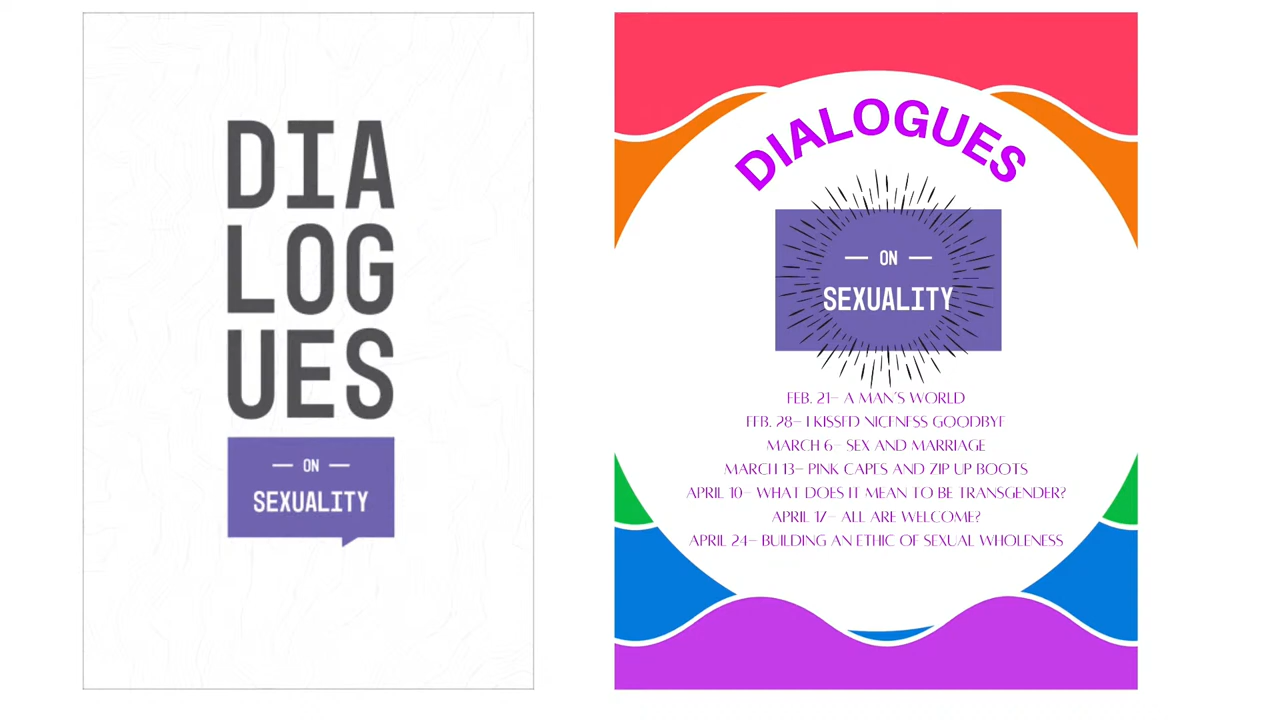 DIA
LOG
UES
— ON —
SEXUALITY
DIALOGUES
— ON —
SEXUALITY
FEB. 21– A MAN'S WORLD
FEB. 28– I KISSED NICENESS GOODBYE
MARCH 6– SEX AND MARRIAGE
MARCH 13– PINK CAPES AND ZIP UP BOOTS
APRIL 10– WHAT DOES IT MEAN TO BE TRANSGENDER?
APRIL 17– ALL ARE WELCOME?
APRIL 24– BUILDING AN ETHIC OF SEXUAL WHOLENESS